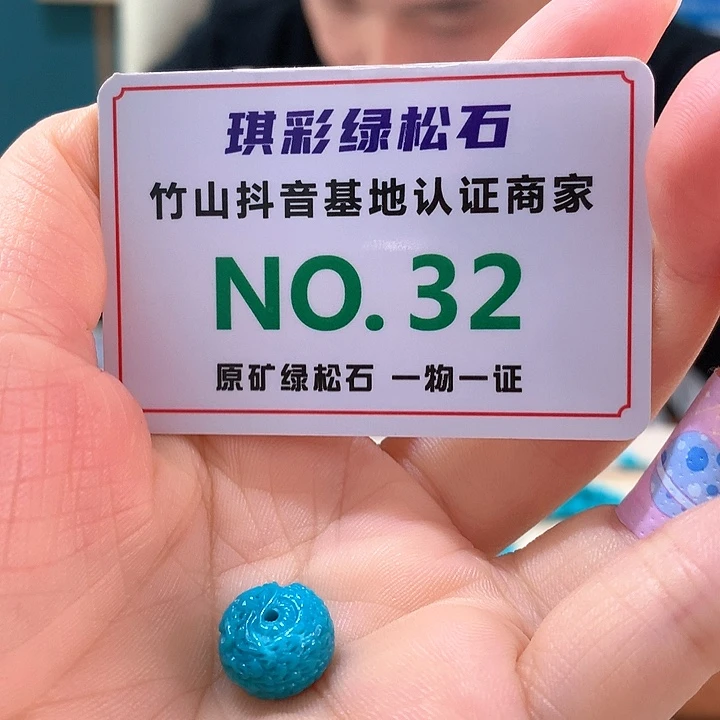 琪彩绿松石
竹山抖音基地认证商家
NO.32
原矿绿松石 一物一证